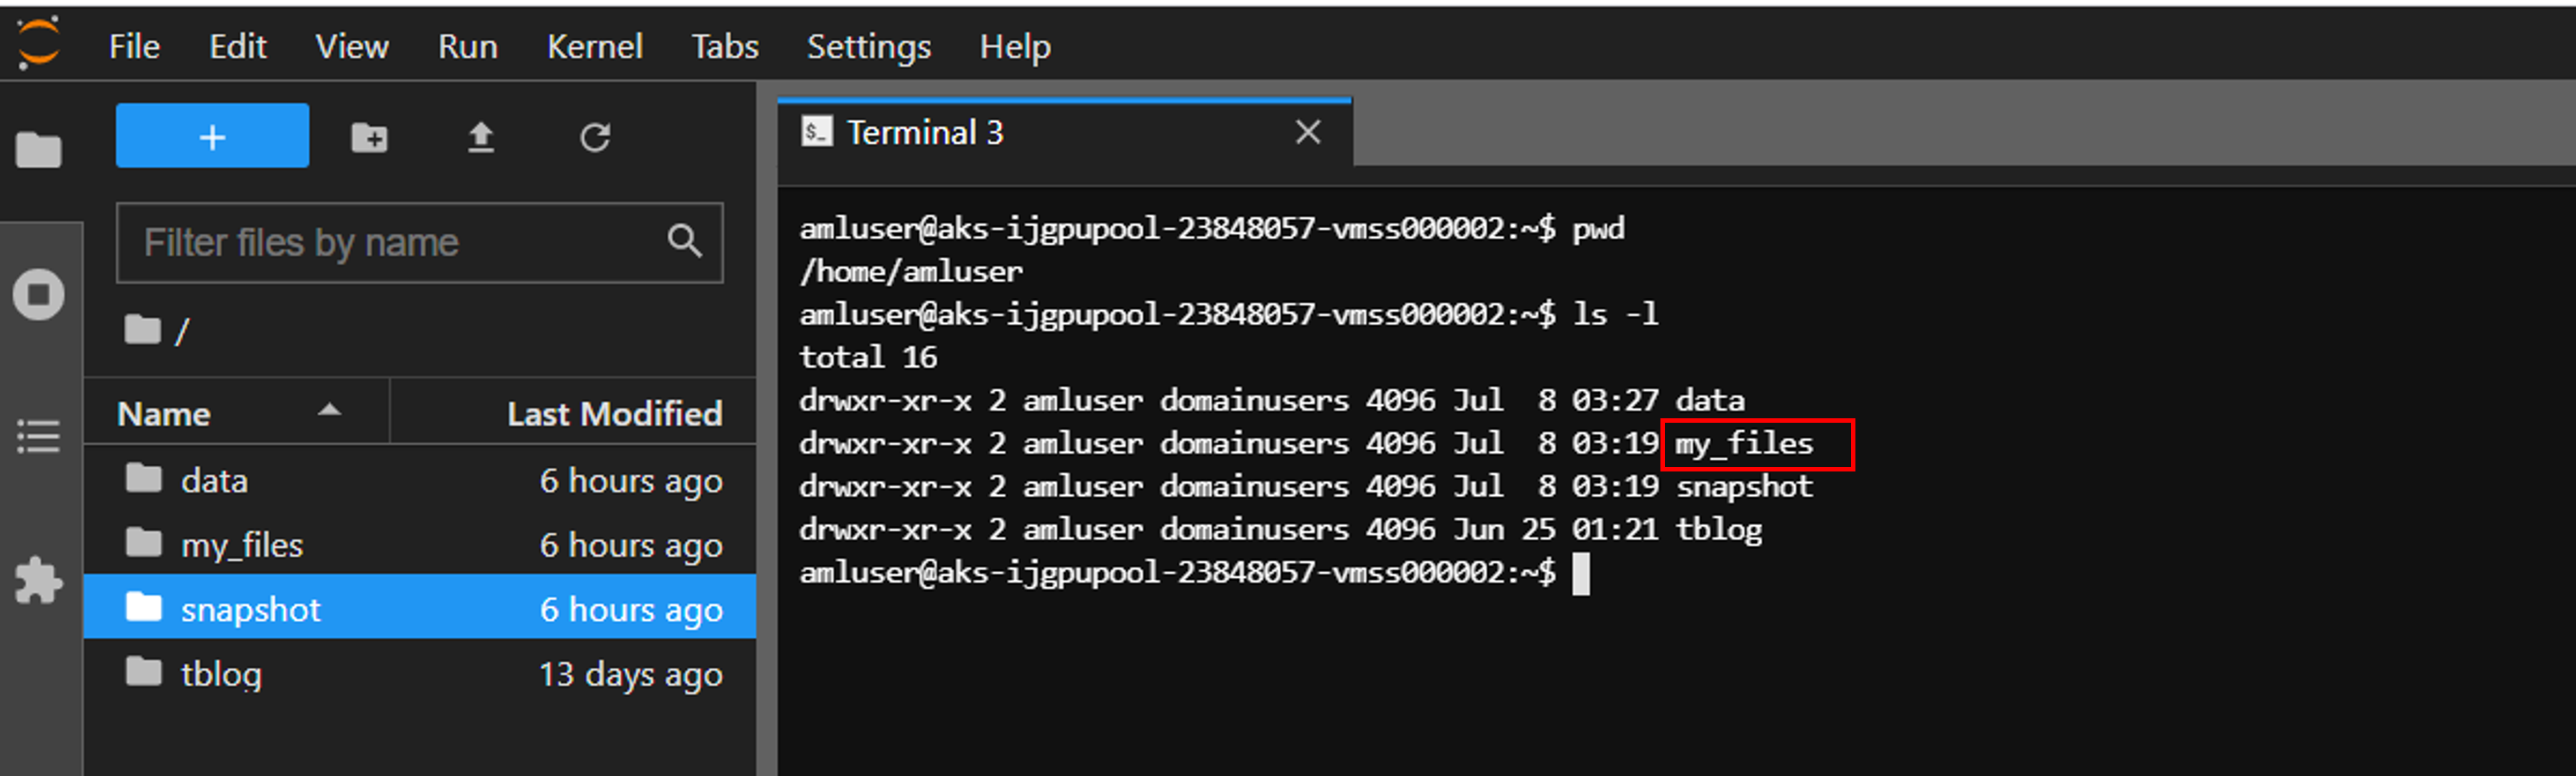 File Edit View Run Kernel Tabs Settings Help
+
Filter files by name
/
Name Last Modified
data 6 hours ago
my_files 6 hours ago
snapshot 6 hours ago
tblog 13 days ago
$_ Terminal 3
amluser@aks-ijgpupool-23848057-vmss000002:~$ pwd
/home/amluser
amluser@aks-ijgpupool-23848057-vmss000002:~$ ls -l
total 16
drwxr-xr-x 2 amluser domainusers 4096 Jul  8 03:27 data
drwxr-xr-x 2 amluser domainusers 4096 Jul  8 03:19 my_files
drwxr-xr-x 2 amluser domainusers 4096 Jul  8 03:19 snapshot
drwxr-xr-x 2 amluser domainusers 4096 Jun 25 01:21 tblog
amluser@aks-ijgpupool-23848057-vmss000002:~$